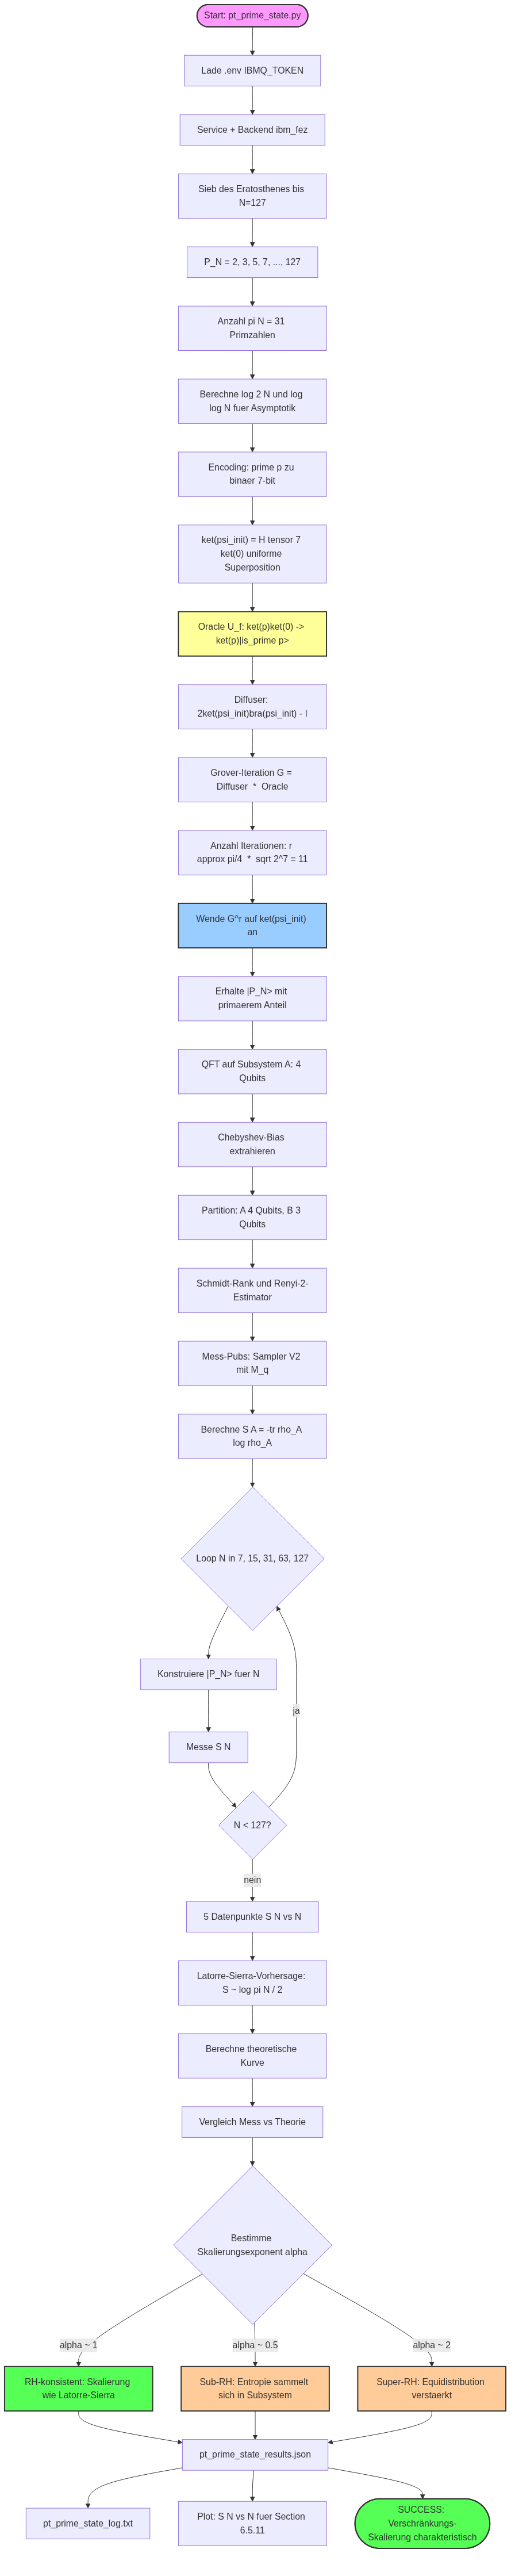 Start: pt_prime_state.py
Lade .env IBMQ_TOKEN
Service + Backend ibm_fez
Sieb des Eratosthenes bis
N=127
P_N = 2, 3, 5, 7, ..., 127
Anzahl pi N = 31
Primzahlen
Berechne log 2 N und log
log N fuer Asymptotik
Encoding: prime p zu
binaer 7-bit
ket(psi_init) = H tensor 7
ket(0) uniforme
Superposition
Oracle U_f: ket(p)ket(0) ->
ket(p)|is_prime p>
Diffuser:
2ket(psi_init)bra(psi_init) - I
Grover-Iteration G =
Diffuser * Oracle
Anzahl Iterationen: r
approx pi/4 * sqrt 2^7 = 11
Wende G^r auf ket(psi_init)
an
Erhalte |P_N> mit
primaerem Anteil
QFT auf Subsystem A: 4
Qubits
Chebyshev-Bias
extrahieren
Partition: A 4 Qubits, B 3
Qubits
Schmidt-Rank und Renyi-2-
Estimator
Mess-Pubs: Sampler V2
mit M_q
Berechne S A = -tr rho_A
log rho_A
Loop N in 7, 15, 31, 63, 127
Konstruiere |P_N> fuer N
ja
Messe S N
N < 127?
nein
5 Datenpunkte S N vs N
Latorre-Sierra-Vorhersage:
S ~ log pi N / 2
Berechne theoretische
Kurve
Vergleich Mess vs Theorie
Bestimme
Skalierungsexponent alpha
alpha ~ 1
alpha ~ 0.5
alpha ~ 2
RH-konsistent: Skalierung
wie Latorre-Sierra
Sub-RH: Entropie sammelt
sich in Subsystem
Super-RH: Equidistribution
verstaerkt
pt_prime_state_results.json
pt_prime_state_log.txt
Plot: S N vs N fuer Section
6.5.11
SUCCESS:
Verschränkungs-
Skalierung charakteristisch